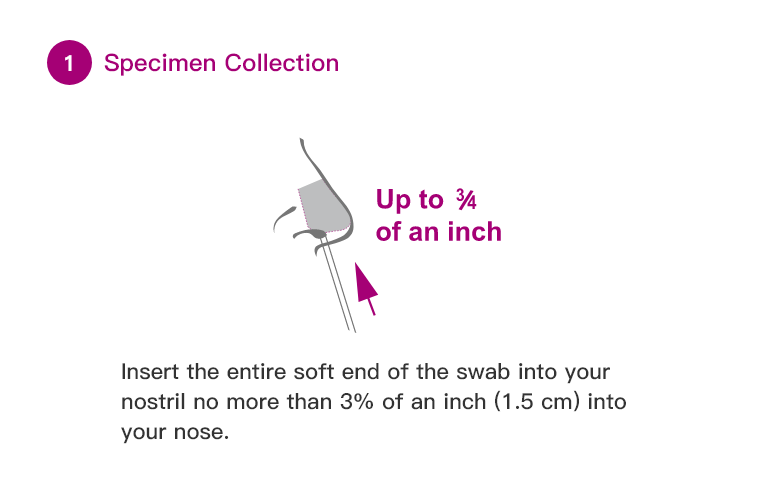 1 Specimen Collection
Up to ¾
of an inch
Insert the entire soft end of the swab into your
nostril no more than 3% of an inch (1.5 cm) into
your nose.